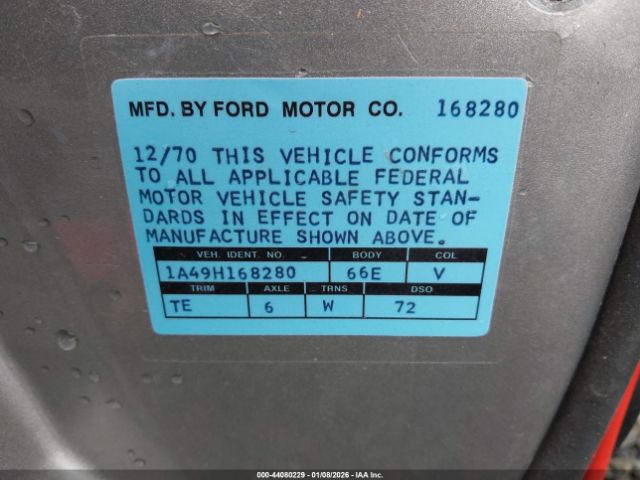 MFD. BY FORD MOTOR CO. 168280
12/70 THIS VEHICLE CONFORMS
TO ALL APPLICABLE FEDERAL
MOTOR VEHICLE SAFETY STAN-
DARDS IN EFFECT ON DATE OF
MANUFACTURE SHOWN ABOVE.
VEH. IDENT. NO. BODY COL
1A49H168280 66E V
TRIM AXLE TRNS DSO
TE 6 W 72
000-44080229 - 01/08/2026 - IAA Corp.